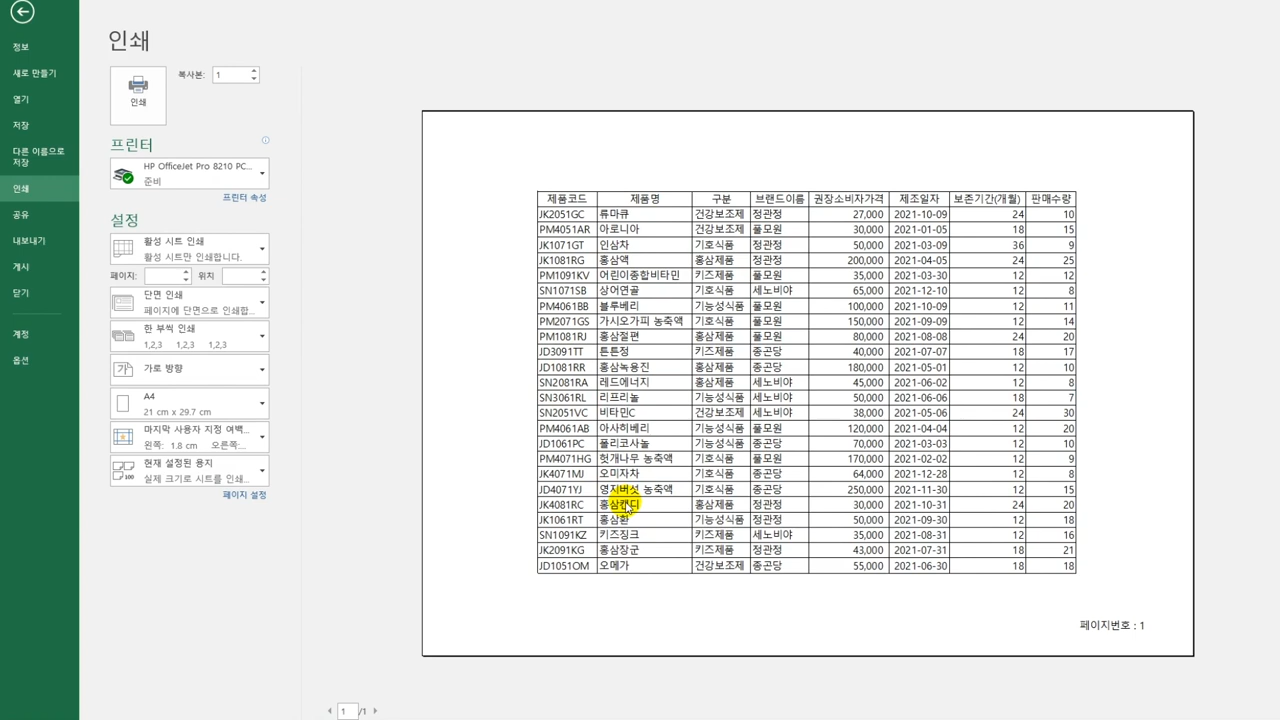 정보
새로 만들기
열기
저장
다른 이름으로
저장
인쇄
공유
내보내기
게시
닫기
계정
옵션
인쇄
인쇄
복사본: 1
프린터
HP OfficeJet Pro 8210 PC...
준비
프린터 속성
설정
활성 시트 인쇄
활성 시트만 인쇄합...
페이지: 위치
단면 인쇄
페이지에 단면으로 인쇄합...
한 부씩 인쇄
1,2,3 1,2,3 1,2,3
가로 방향
A4
21 cm x 29.7 cm
마지막 사용자 지정 여백...
왼쪽: 1.8 cm 오른쪽:...
현재 설정된 용지
실제 크기로 시트를 인쇄...
100
페이지 설정
제품코드 제품명 구분 브랜드이름 권장소비자가격 제조일자 보존기간(개월) 판매수량
JK2051GC 류마큐 건강보조제 정관정 27,000 2021-10-09 24 10
PM4051AR 아로니아 건강보조제 풀모원 30,000 2021-01-05 18 15
JK1071GT 인삼차 기호식품 정관정 50,000 2021-03-09 36 9
JK1081RG 홍삼액 홍삼제품 정관정 200,000 2021-04-05 24 25
PM1091KV 어린이종합비타민 키즈제품 풀모원 35,000 2021-03-30 12 12
SN1071SB 상어연골 기호식품 세노비야 65,000 2021-12-10 12 8
PM4061BB 블루베리 기능성식품 풀모원 100,000 2021-10-09 12 11
PM2071GS 가시오가피 농축액 기호식품 풀모원 150,000 2021-09-09 12 14
PM1081RJ 홍삼절편 홍삼제품 풀모원 80,000 2021-08-08 24 20
JD3091TT 튼튼정 키즈제품 종곤당 40,000 2021-07-07 18 17
JD1081RR 홍삼녹용진 홍삼제품 종곤당 180,000 2021-05-01 12 10
SN2081RA 레드에너지 홍삼제품 세노비야 45,000 2021-06-02 12 8
SN3061RL 리프리놀 기능성식품 세노비야 50,000 2021-06-06 18 7
SN2051VC 비타민C 건강보조제 세노비야 38,000 2021-05-06 24 30
PM4061AB 아사히베리 기능성식품 풀모원 120,000 2021-04-04 12 20
JD1061PC 폴리코사놀 기능성식품 종곤당 70,000 2021-03-03 12 10
PM4071HG 헛개나무 농축액 기호식품 풀모원 170,000 2021-02-02 12 9
JK4071MJ 오미자차 기호식품 종곤당 64,000 2021-12-28 12 8
JD4071YJ 영지버섯 농축액 기호식품 종곤당 250,000 2021-11-30 12 15
JK4081RC 홍삼캔디 홍삼제품 정관정 30,000 2021-10-31 24 20
JK1061RT 홍삼환 기능성식품 정관정 50,000 2021-09-30 12 18
SN1091KZ 키즈징크 키즈제품 세노비야 35,000 2021-08-31 12 16
JK2091KG 홍삼장군 키즈제품 정관정 43,000 2021-07-31 18 21
JD1051OM 오메가 건강보조제 종곤당 55,000 2021-06-30 18 18
페이지번호 : 1
1 /1